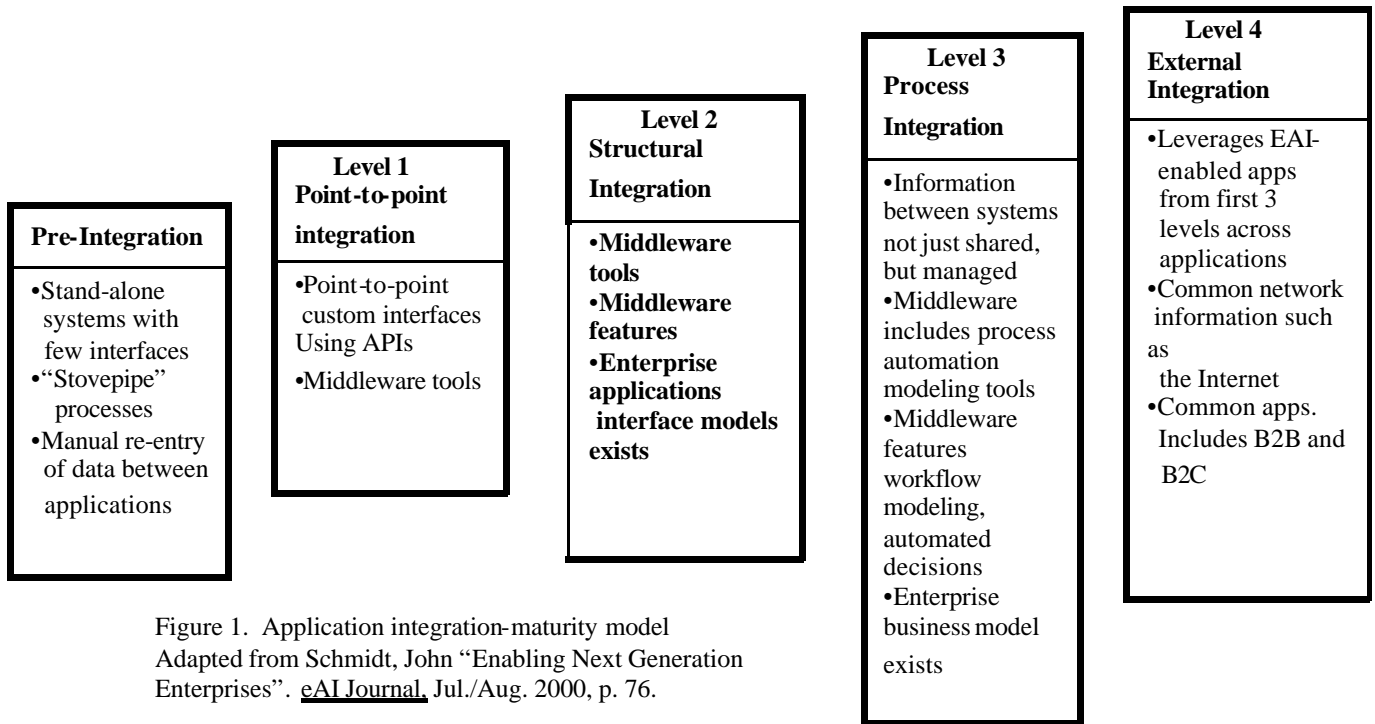 Pre-Integration
•Stand-alone
systems with
few interfaces
•“Stovepipe”
processes
•Manual re-entry
of data between
applications
Level 1
Point-to-point
integration
•Point-to-point
custom interfaces
Using APIs
•Middleware tools
Level 2
Structural
Integration
•Middleware
tools
•Middleware
features
•Enterprise
applications
interface models
exists
Level 3
Process
Integration
•Information
between systems
not just shared,
but managed
•Middleware
includes process
automation
modeling tools
•Middleware
features
workflow
modeling,
automated
decisions
•Enterprise
business model
exists
Level 4
External
Integration
•Leverages EAI-
enabled apps
from first 3
levels across
applications
•Common network
information such
as
the Internet
•Common apps.
Includes B2B and
B2C
Figure 1. Application integration-maturity model
Adapted from Schmidt, John “Enabling Next Generation
Enterprises”. eAI Journal, Jul./Aug. 2000, p. 76.